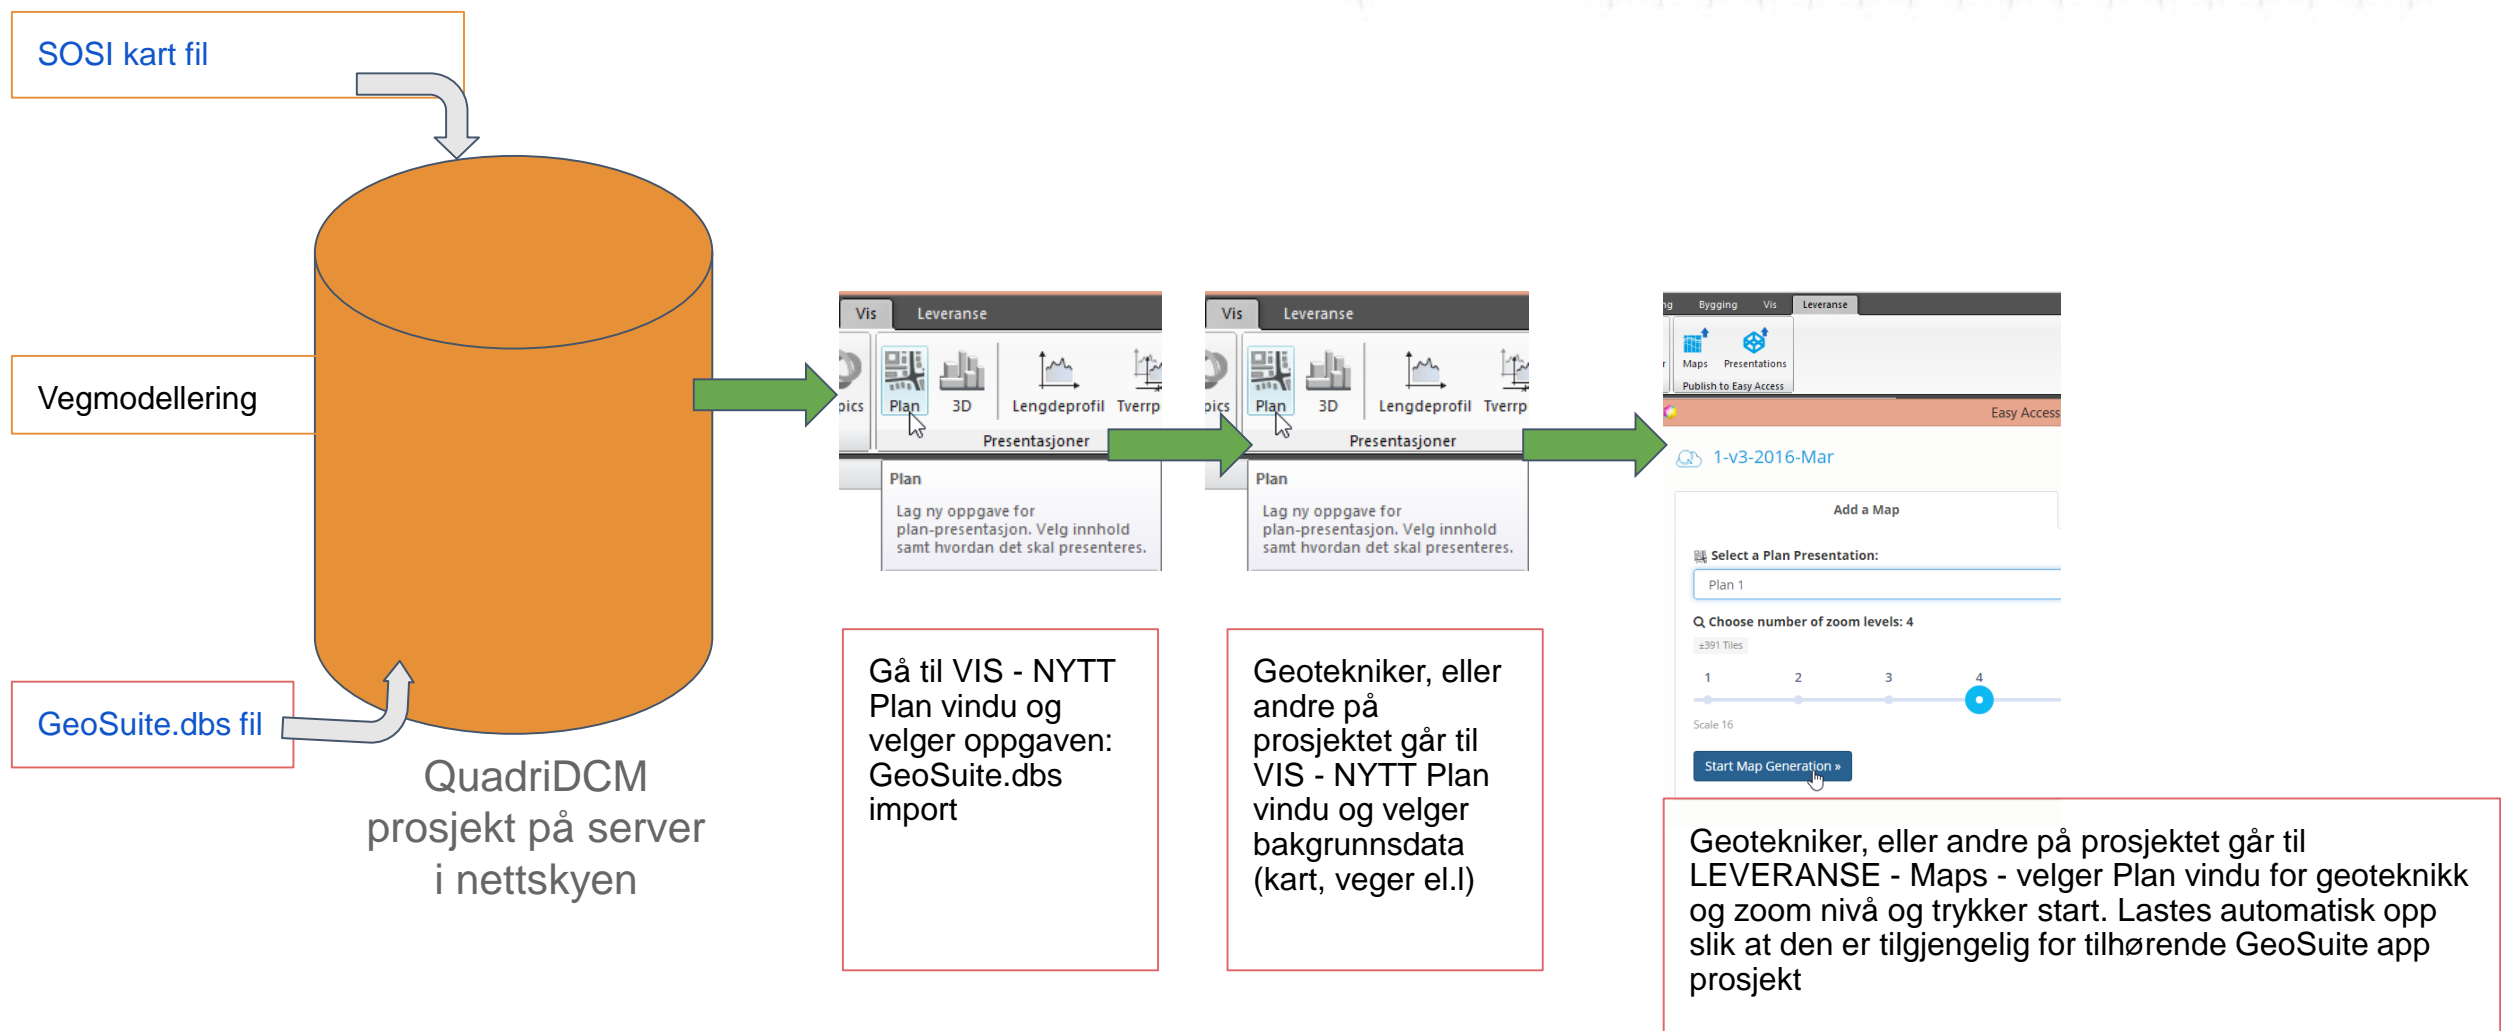 SOSI kart fil
Vegmodellering
GeoSuite.dbs fil
QuadriDCM
prosjekt på server
i nettskyen
Vis Leveranse
Plan 3D Lengdeprofil
Presentasjoner
Plan
Lag ny oppgave for
plan-presentasjon. Velg innhold
samt hvordan det skal presenteres.
Gå til VIS - NYTT
Plan vindu og
velger oppgaven:
GeoSuite.dbs
import
Vis Leveranse
Plan 3D Lengdeprofil
Presentasjoner
Plan
Lag ny oppgave for
plan-presentasjon. Velg innhold
samt hvordan det skal presenteres.
Geotekniker, eller
andre på
prosjektet går til
VIS - NYTT Plan
vindu og velger
bakgrunnsdata
(kart, veger el.l)
Bygging Vis Leveranse
Maps Presentations
Publish to Easy Access
Easy Access
1-v3-2016-Mar
Add a Map
Select a Plan Presentation:
Plan 1
Choose number of zoom levels: 4
±391 Tiles
1 2 3 4
Scale 16
Start Map Generation »
Geotekniker, eller andre på prosjektet går til
LEVERANSE - Maps - velger Plan vindu for geoteknikk
og zoom nivå og trykker start. Lastes automatisk opp
slik at den er tilgjengelig for tilhørende GeoSuite app
prosjekt